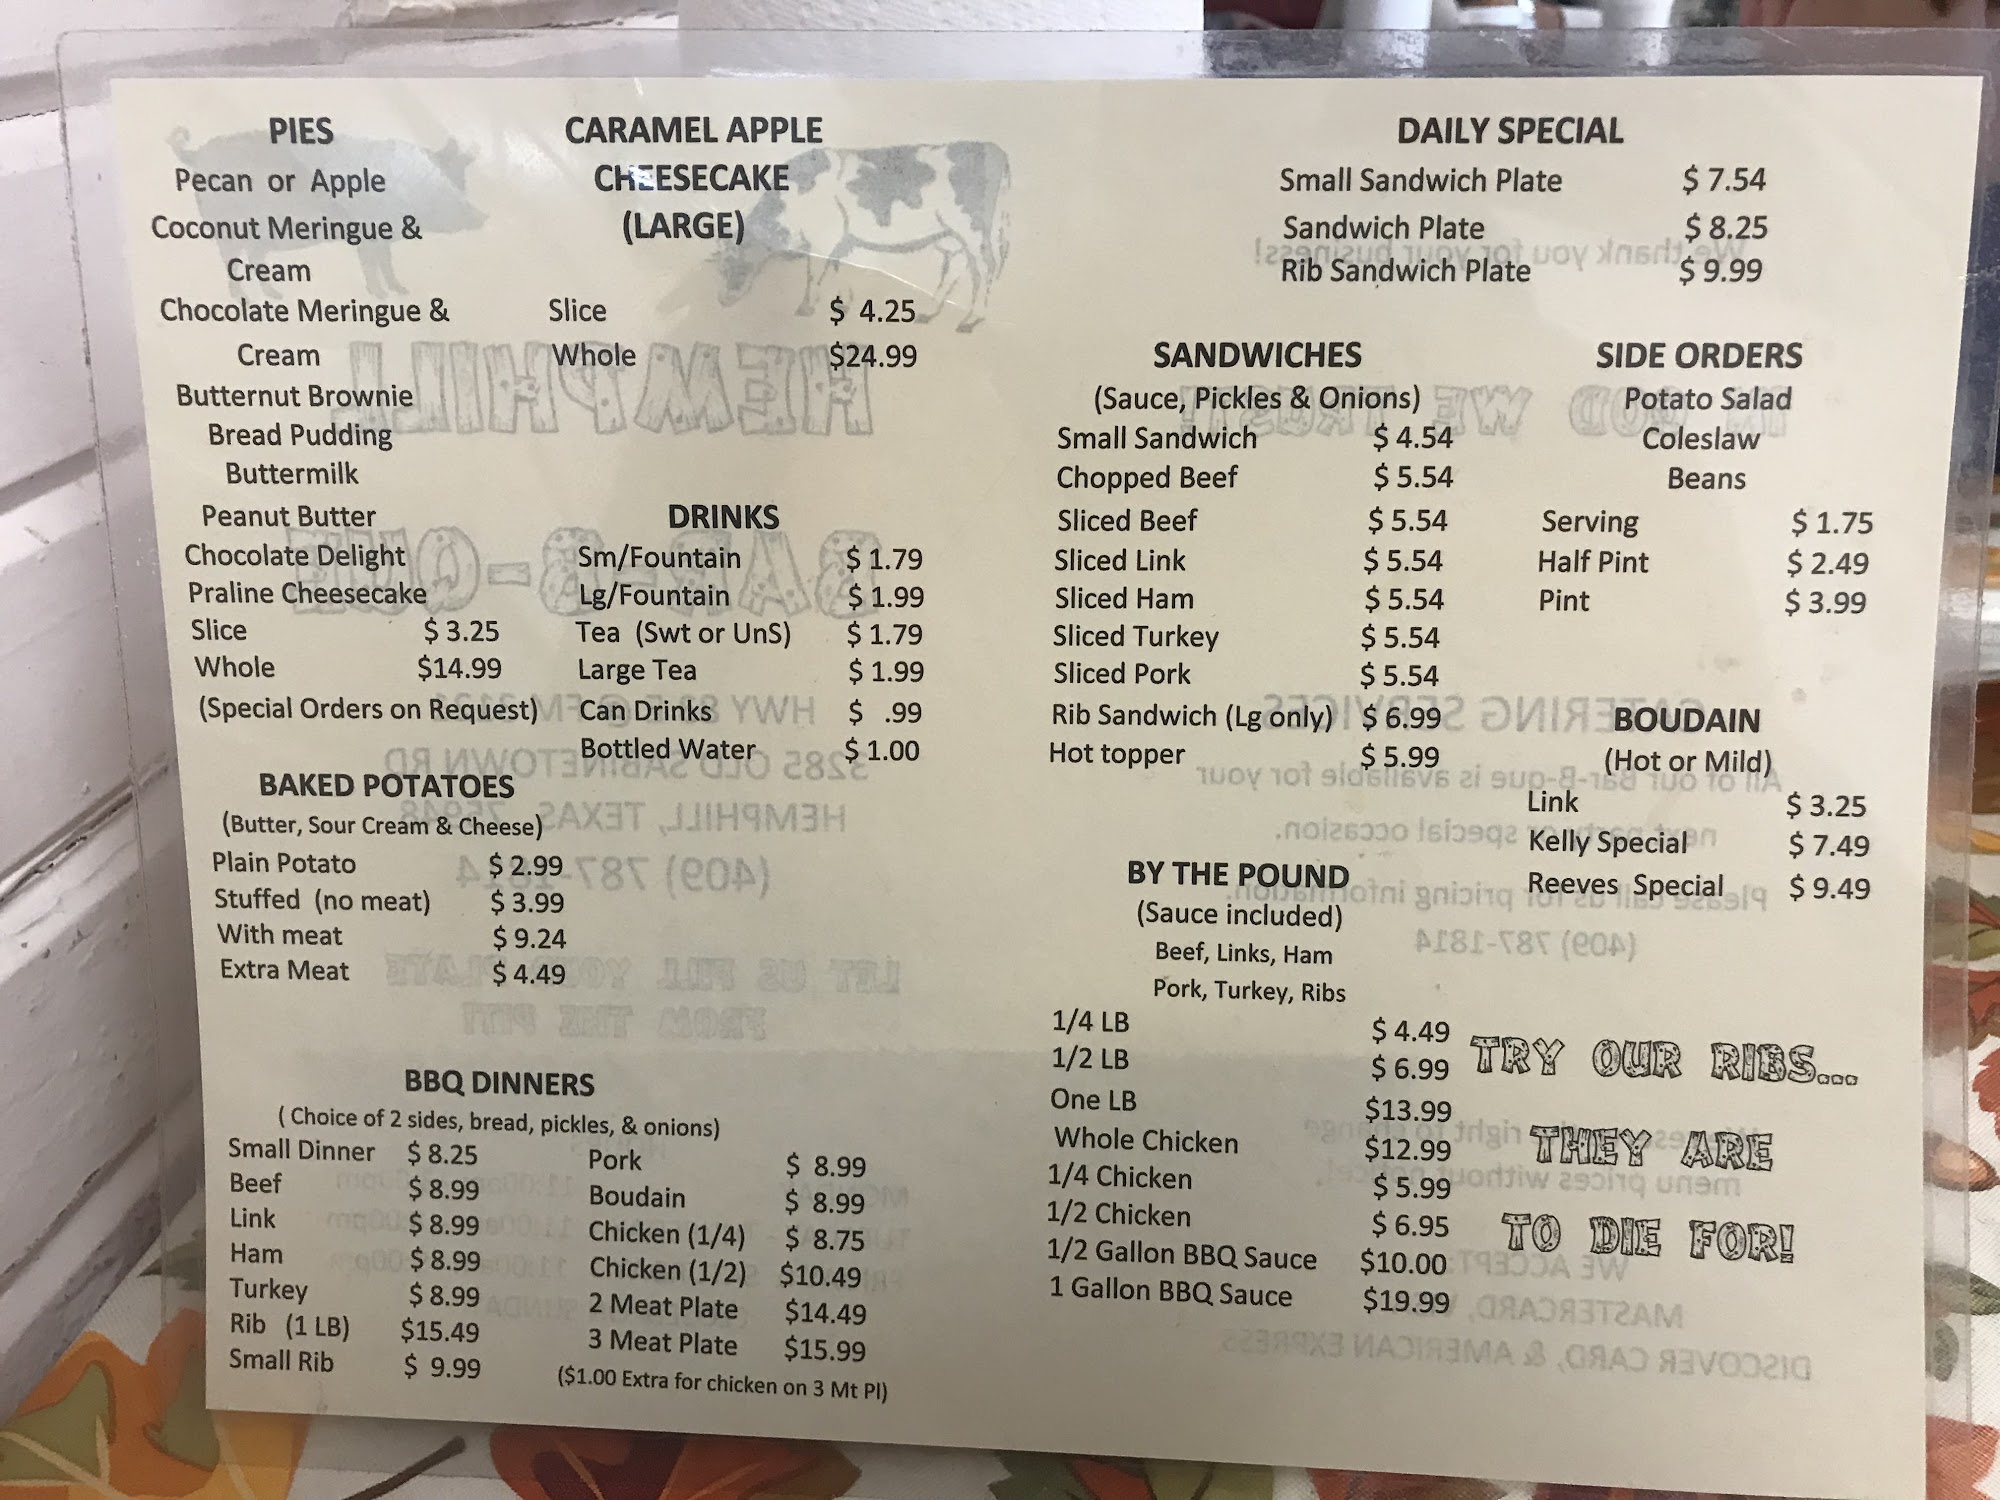 PIES
Pecan or Apple
Coconut Meringue &
Cream
Chocolate Meringue &
Cream
Butternut Brownie
Bread Pudding
Buttermilk
Peanut Butter
Chocolate Delight
Praline Cheesecake
Slice $ 3.25
Whole $14.99
(Special Orders on Request)
CARAMEL APPLE
CHEESECAKE
(LARGE)
Slice $ 4.25
Whole $24.99
DRINKS
Sm/Fountain $ 1.79
Lg/Fountain $ 1.99
Tea (Swt or UnS) $ 1.79
Large Tea $ 1.99
Can Drinks $ .99
Bottled Water $ 1.00
BAKED POTATOES
(Butter, Sour Cream & Cheese)
Plain Potato $ 2.99
Stuffed (no meat) $ 3.99
With meat $ 9.24
Extra Meat $ 4.49
BBQ DINNERS
( Choice of 2 sides, bread, pickles, & onions)
Small Dinner $ 8.25
Beef $ 8.99
Link $ 8.99
Ham $ 8.99
Turkey $ 8.99
Rib (1 LB) $15.49
Small Rib $ 9.99
Pork $ 8.99
Boudain $ 8.99
Chicken (1/4) $ 8.75
Chicken (1/2) $10.49
2 Meat Plate $14.49
3 Meat Plate $15.99
($1.00 Extra for chicken on 3 Mt Pl)
DAILY SPECIAL
Small Sandwich Plate $ 7.54
Sandwich Plate $ 8.25
Rib Sandwich Plate $ 9.99
SANDWICHES
(Sauce, Pickles & Onions)
Small Sandwich $ 4.54
Chopped Beef $ 5.54
Sliced Beef $ 5.54
Sliced Link $ 5.54
Sliced Ham $ 5.54
Sliced Turkey $ 5.54
Sliced Pork $ 5.54
Rib Sandwich (Lg only) $ 6.99
Hot topper $ 5.99
SIDE ORDERS
Potato Salad
Coleslaw
Beans
Serving $ 1.75
Half Pint $ 2.49
Pint $ 3.99
BOUDAIN
(Hot or Mild)
Link $ 3.25
Kelly Special $ 7.49
Reeves Special $ 9.49
BY THE POUND
(Sauce included)
Beef, Links, Ham
Pork, Turkey, Ribs
1/4 LB $ 4.49
1/2 LB $ 6.99
One LB $13.99
Whole Chicken $12.99
1/4 Chicken $ 5.99
1/2 Chicken $ 6.95
1/2 Gallon BBQ Sauce $10.00
1 Gallon BBQ Sauce $19.99
TRY OUR RIBS...
THEY ARE
TO DIE FOR!